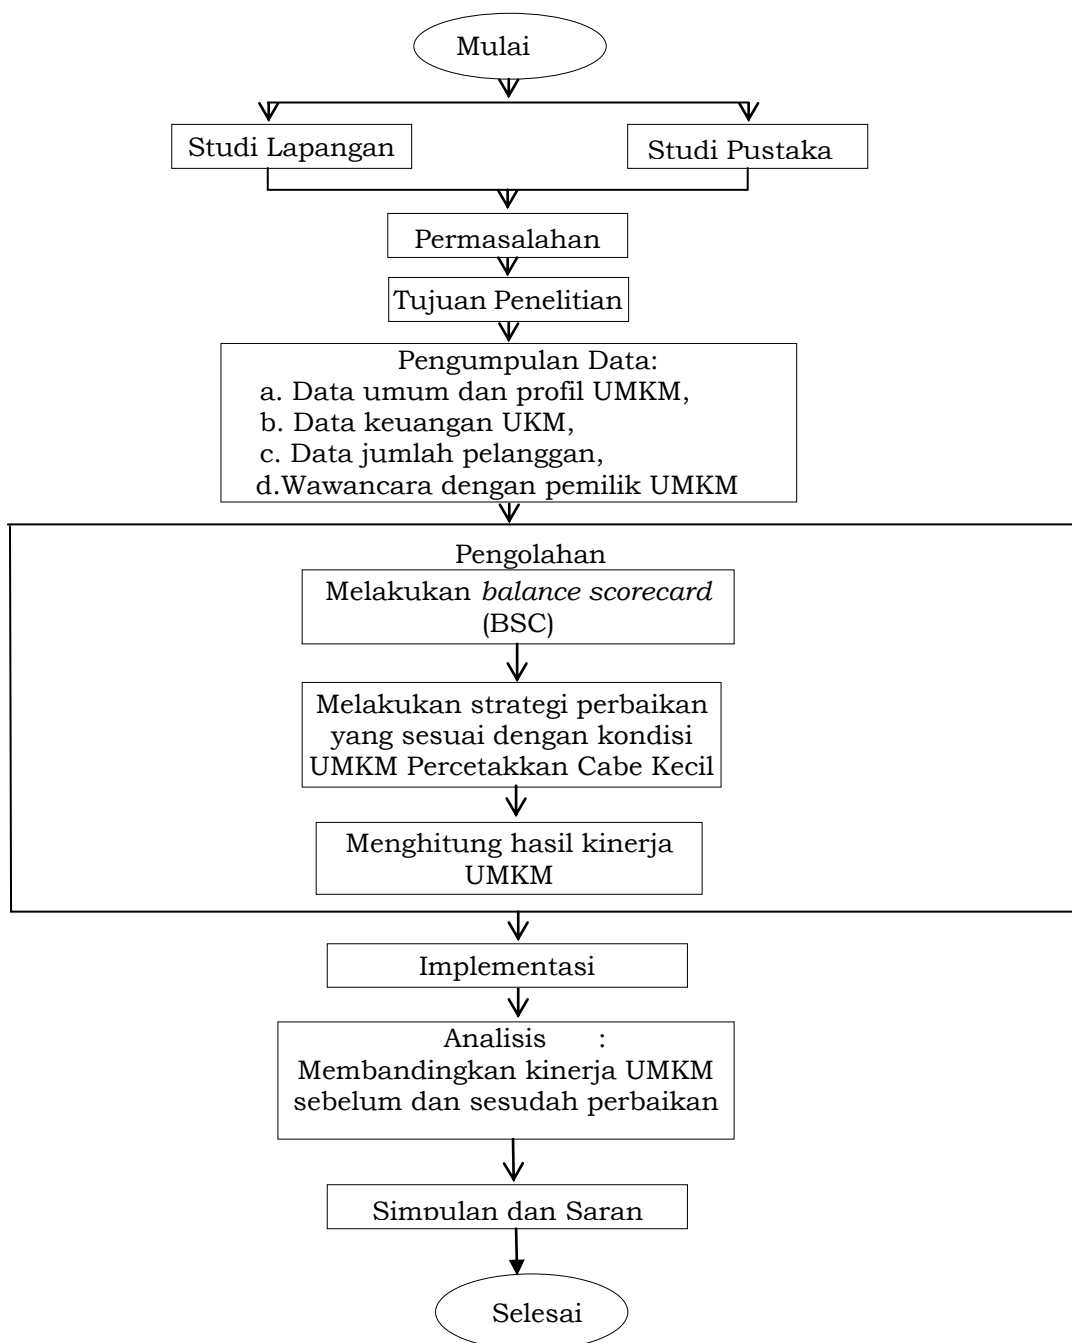 Mulai
Studi Lapangan
Studi Pustaka
Permasalahan
Tujuan Penelitian
Pengumpulan Data:
a. Data umum dan profil UMKM,
b. Data keuangan UKM,
c. Data jumlah pelanggan,
d.Wawancara dengan pemilik UMKM
Pengolahan
Melakukan balance scorecard
(BSC)
Melakukan strategi perbaikan
yang sesuai dengan kondisi
UMKM Percetakkan Cabe Kecil
Menghitung hasil kinerja
UMKM
Implementasi
Analisis :
Membandingkan kinerja UMKM
sebelum dan sesudah perbaikan
Simpulan dan Saran
Selesai